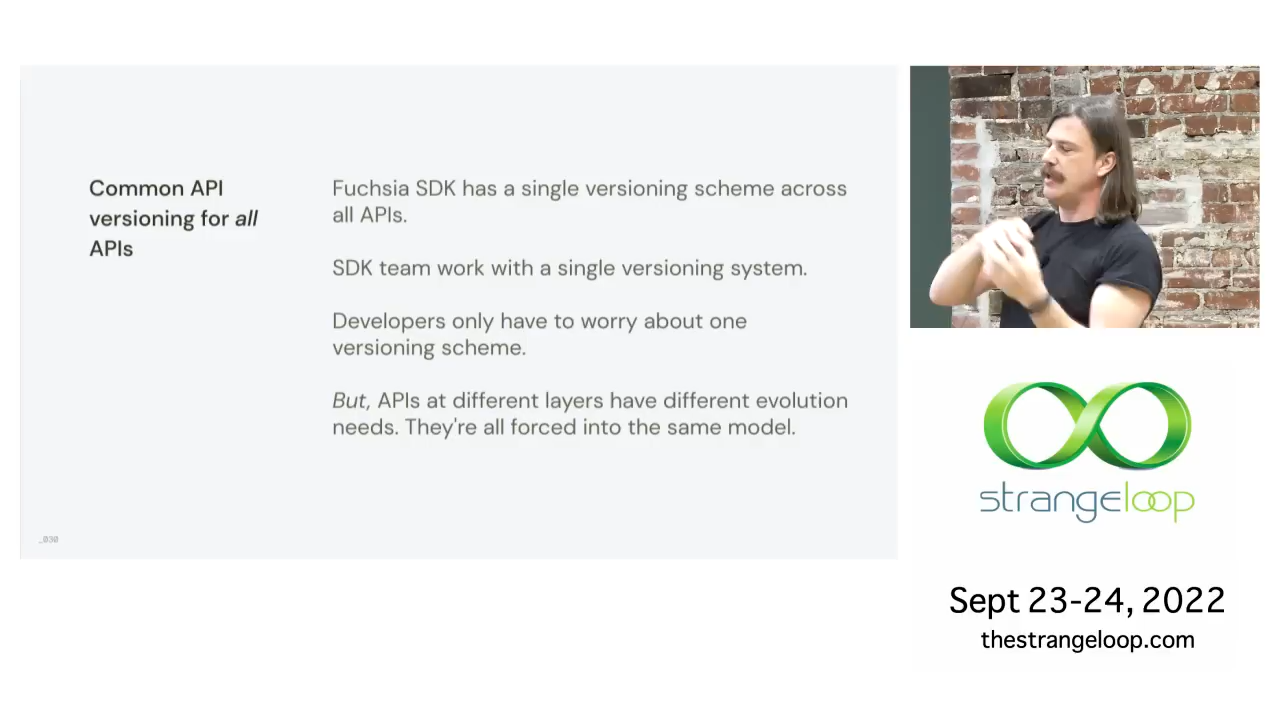 Common API
versioning for all
APIs
Fuchsia SDK has a single versioning scheme across
all APIs.
SDK team work with a single versioning system.
Developers only have to worry about one
versioning scheme.
But, APIs at different layers have different evolution
needs. They're all forced into the same model.
_030
strangeloop
Sept 23-24, 2022
thestrangeloop.com